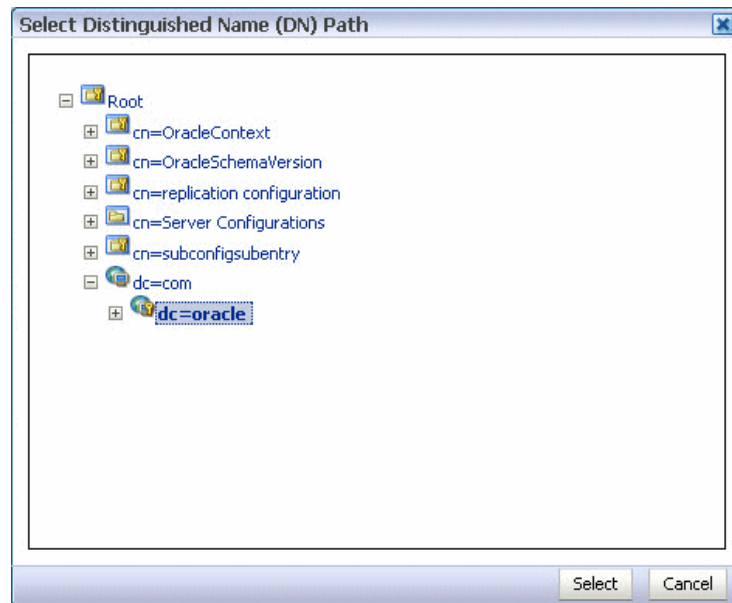 Select Distinguished Name (DN) Path
Root
cn=OracleContext
cn=OracleSchemaVersion
cn=replication configuration
cn=Server Configurations
cn=subconfigsubentry
dc=com
dc=oracle
Select Cancel